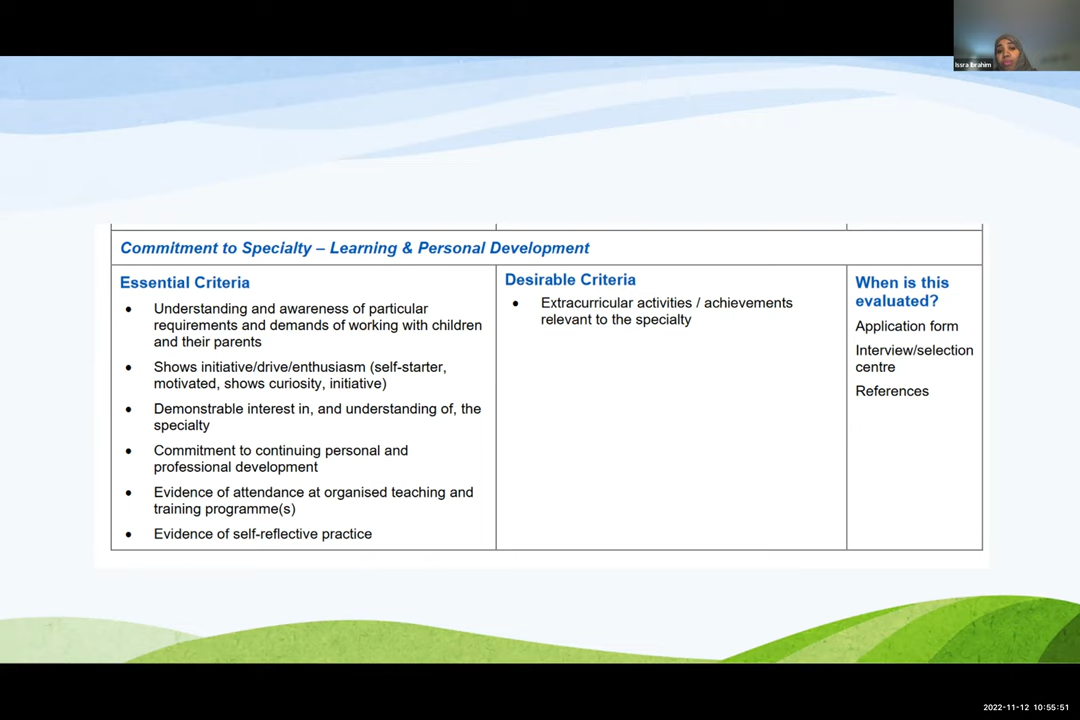 Issra Ibrahim
Commitment to Specialty – Learning & Personal Development
Essential Criteria
• Understanding and awareness of particular
requirements and demands of working with children
and their parents
• Shows initiative/drive/enthusiasm (self-starter,
motivated, shows curiosity, initiative)
• Demonstrable interest in, and understanding of, the
specialty
• Commitment to continuing personal and
professional development
• Evidence of attendance at organised teaching and
training programme(s)
• Evidence of self-reflective practice
Desirable Criteria
• Extracurricular activities / achievements
relevant to the specialty
When is this
evaluated?
Application form
Interview/selection
centre
References
2022-11-12 10:55:51